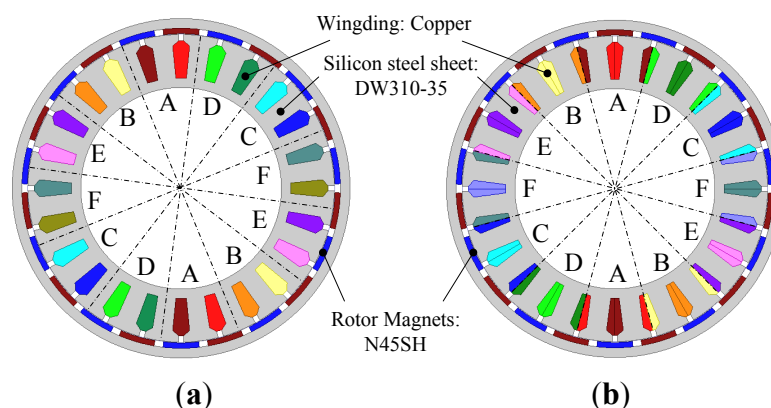 Wingding: Copper
Silicon steel sheet:
DW310-35
A
D
C
F
E
B
A
D
C
F
E
B
Rotor Magnets:
N45SH
A
D
C
F
E
B
A
D
C
F
E
B
(a)
(b)